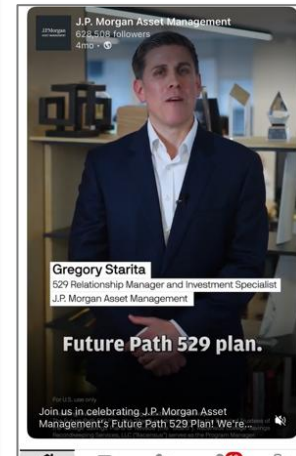 J.P. Morgan Asset Management
628,508 followers
4mo •
Gregory Starita
529 Relationship Manager and Investment Specialist
J.P. Morgan Asset Management
Future Path 529 plan.
For U.S. use only
Join us in celebrating J.P. Morgan Asset
Management's Future Path 529 Plan! We're...